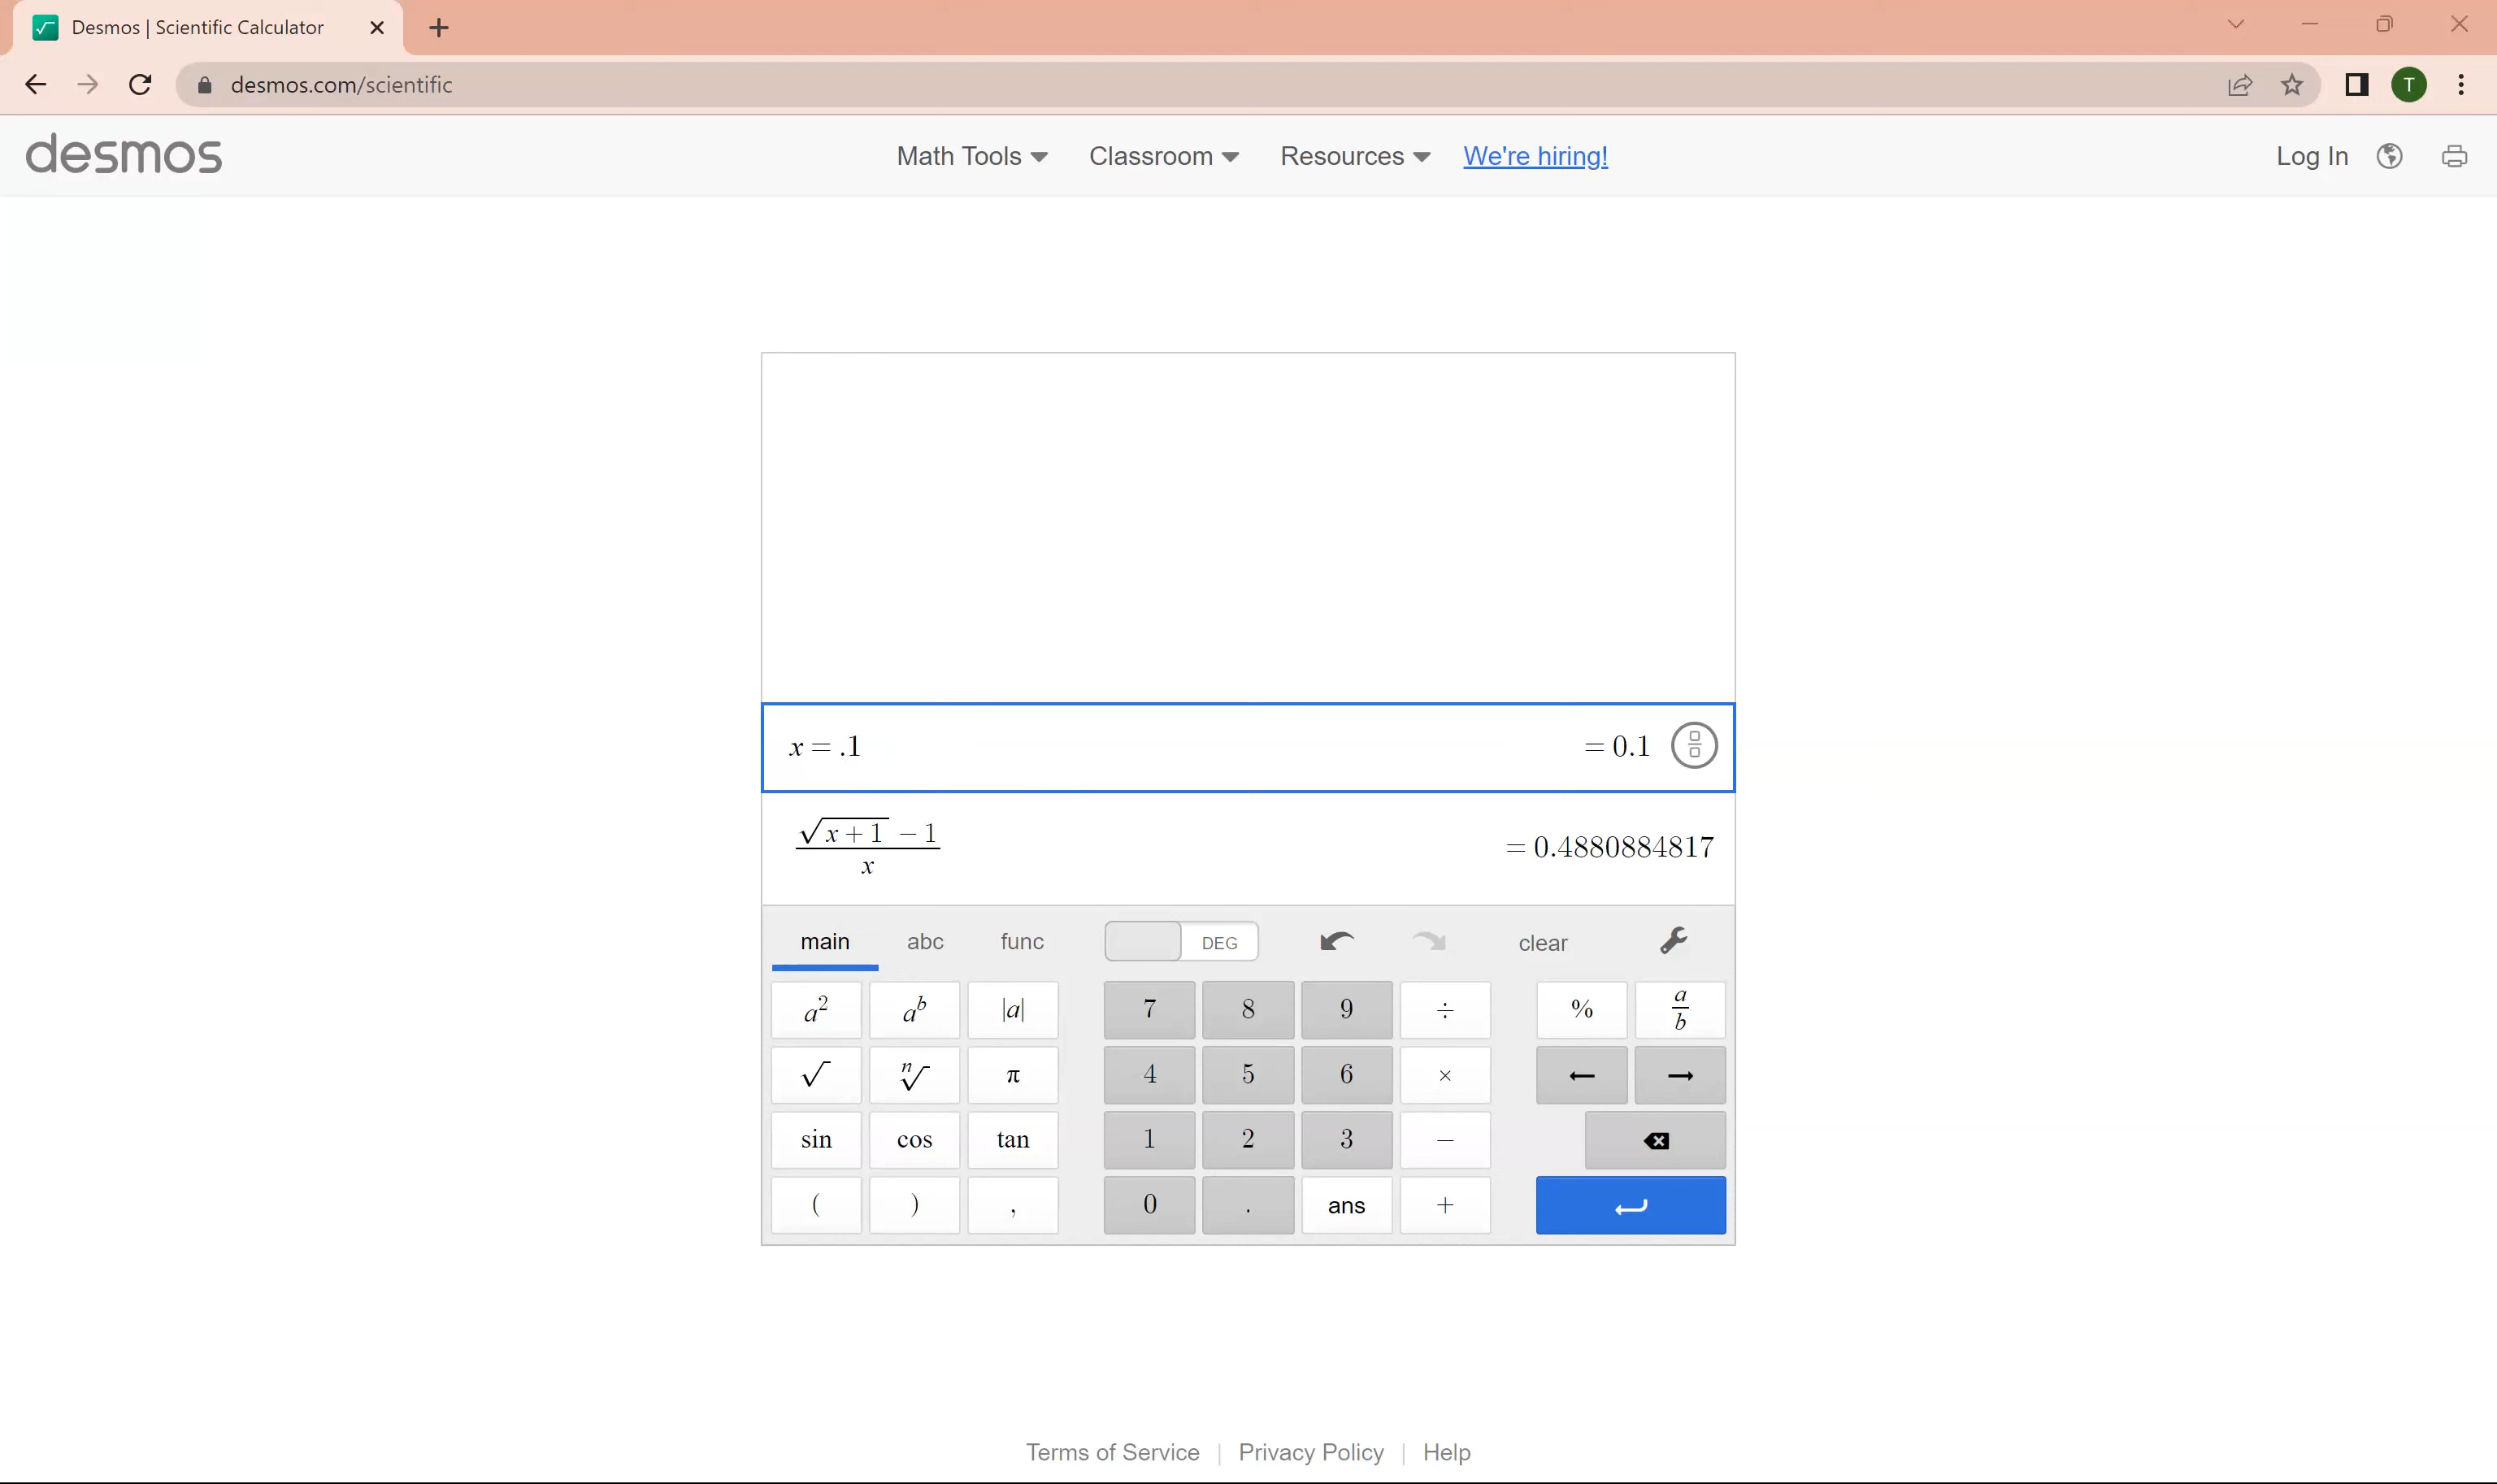 Desmos | Scientific Calculator
desmos.com/scientific
T
desmos Math Tools Classroom Resources We're hiring! Log In
x = .1 = 0.1
\frac{\sqrt{x+1}-1}{x} = 0.4880884817
main abc func DEG clear
a² aᵇ |a| 7 8 9 ÷ % a/b
√ ⁿ√ π 4 5 6 × ← →
sin cos tan 1 2 3 −
( ) , 0 . ans +
Terms of Service | Privacy Policy | Help